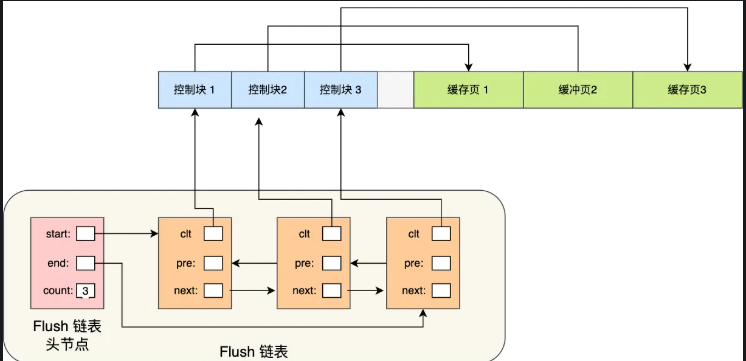 控制块 1
控制块2
控制块 3
缓存页 1
缓冲页2
缓存页3
start:
end:
count: 3
clt
pre:
next:
clt
pre:
next:
clt
pre:
next:
Flush 链表
头节点
Flush 链表